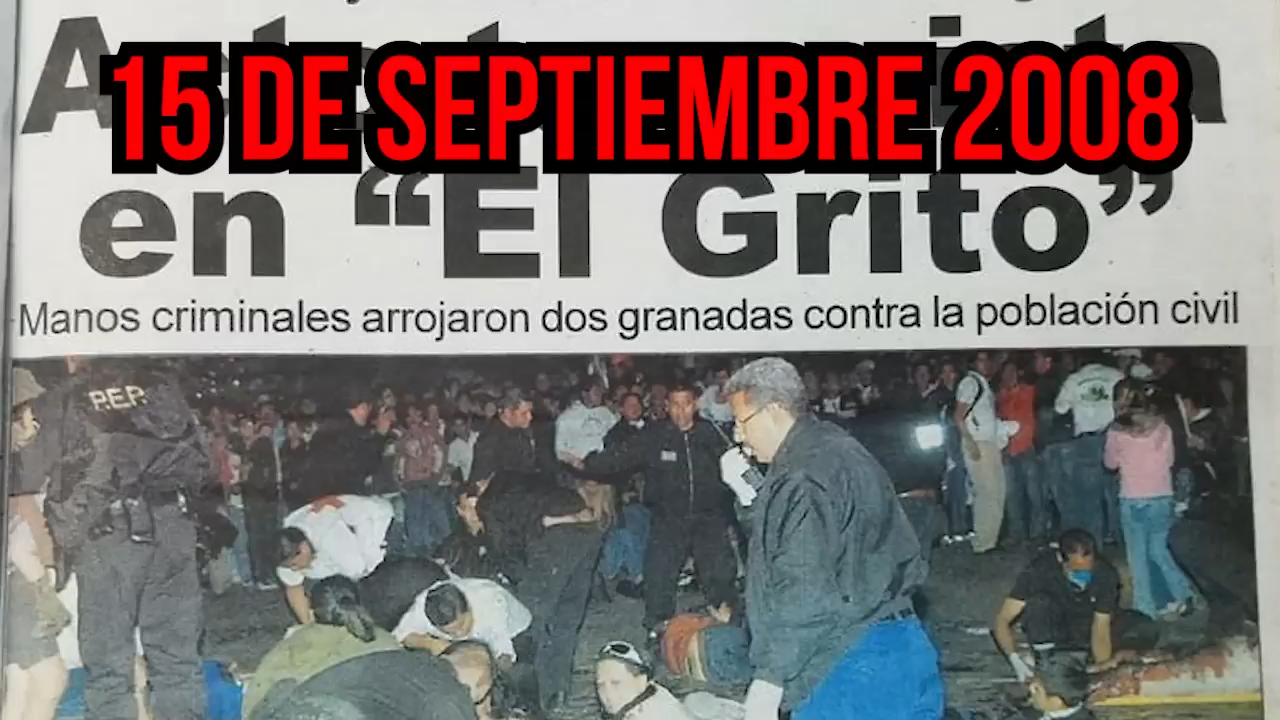 15 DE SEPTIEMBRE 2008
en “El Grito”
Manos criminales arrojaron dos granadas contra la población civil
P.E.P.